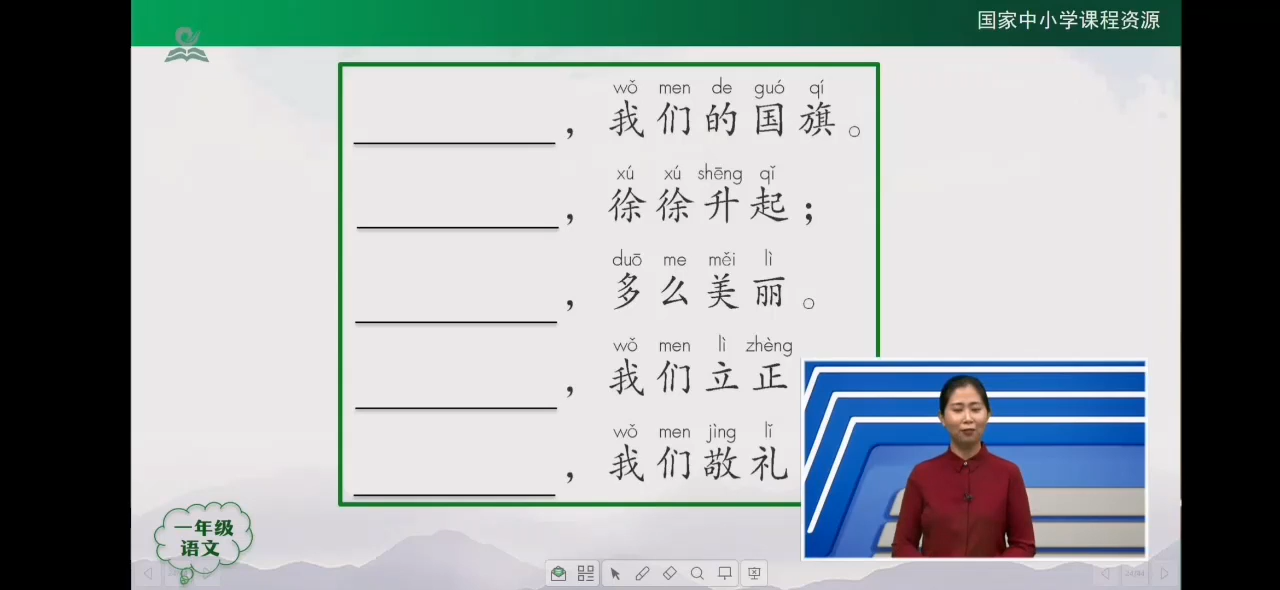 国家中小学课程资源
wǒ men de guó qí
，我们的国旗。
xú xú shēng qǐ
，徐徐升起；
duō me měi lì
，多么美丽。
wǒ men lì zhèng
，我们立正
wǒ men jìng lǐ
，我们敬礼
一年级
语文